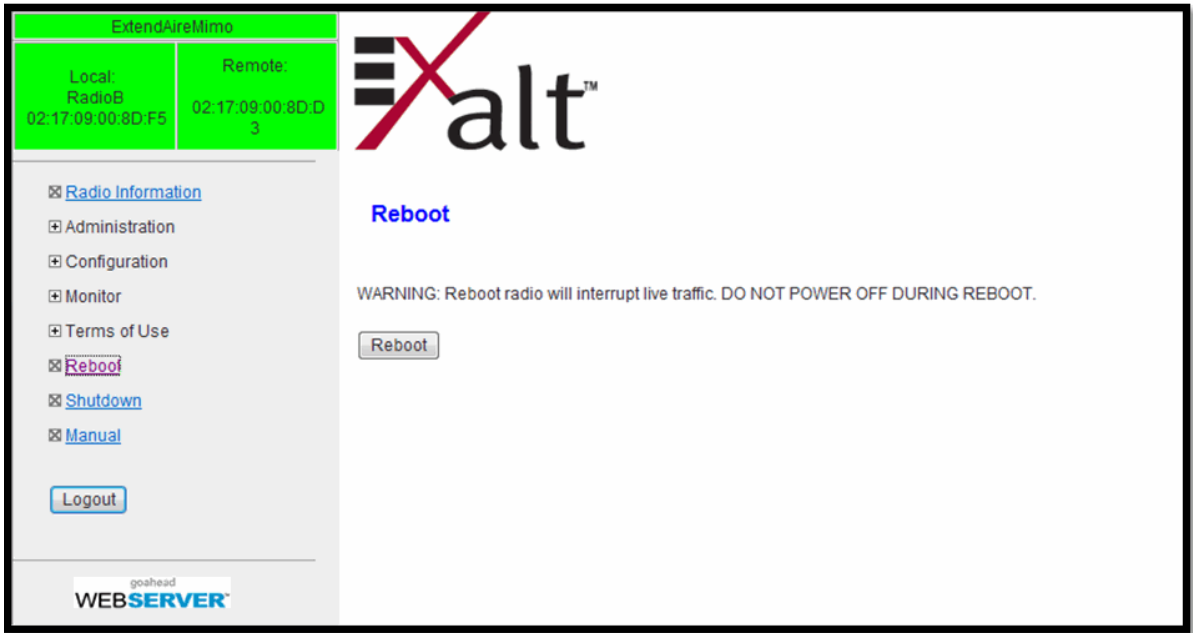 ExtendAireMimo
Local:
RadioB
02:17:09:00:8D:F5
Remote:
02:17:09:00:8D:D
3
Exalt™
Radio Information
Administration
Configuration
Monitor
Terms of Use
Reboot
Shutdown
Manual
Logout
goahead
WEBSERVER™
Reboot
WARNING: Reboot radio will interrupt live traffic. DO NOT POWER OFF DURING REBOOT.
Reboot